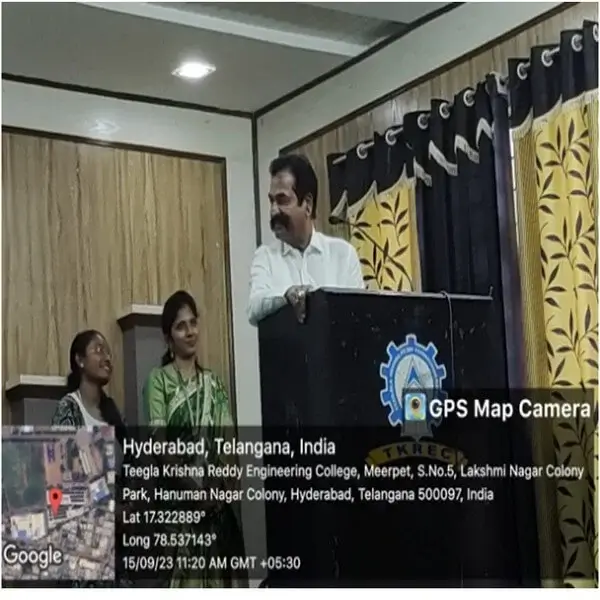 TKREC
GPS Map Camera
Hyderabad, Telangana, India
Teegla Krishna Reddy Engineering College, Meerpet, S.No.5, Lakshmi Nagar Colony
Park, Hanuman Nagar Colony, Hyderabad, Telangana 500097, India
Lat 17.322889°
Long 78.537143°
15/09/23 11:20 AM GMT +05:30
Google